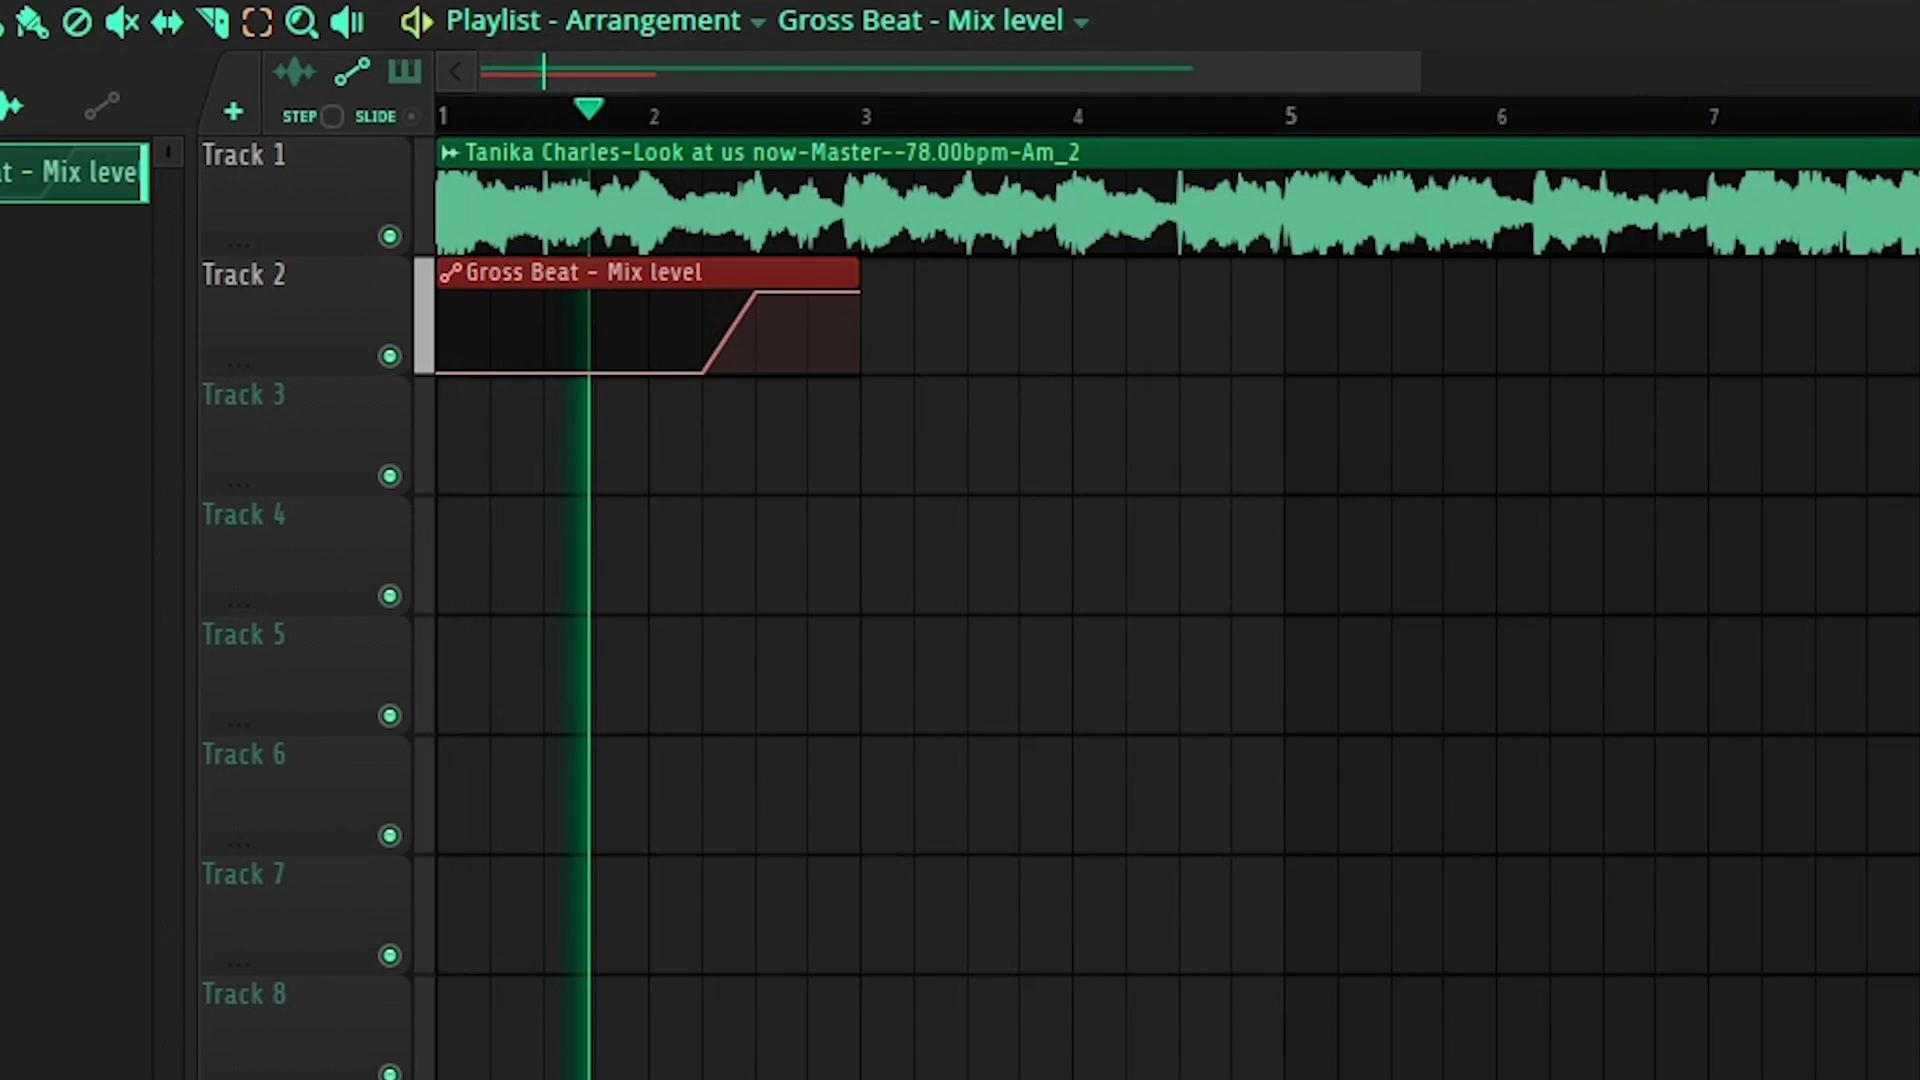 Playlist - Arrangement
Gross Beat - Mix level
STEP
SLIDE
1 2 3 4 5 6 7
t - Mix leve
Track 1
Tanika Charles-Look at us now-Master--78.00bpm-Am_2
Track 2
Gross Beat - Mix level
Track 3
Track 4
Track 5
Track 6
Track 7
Track 8